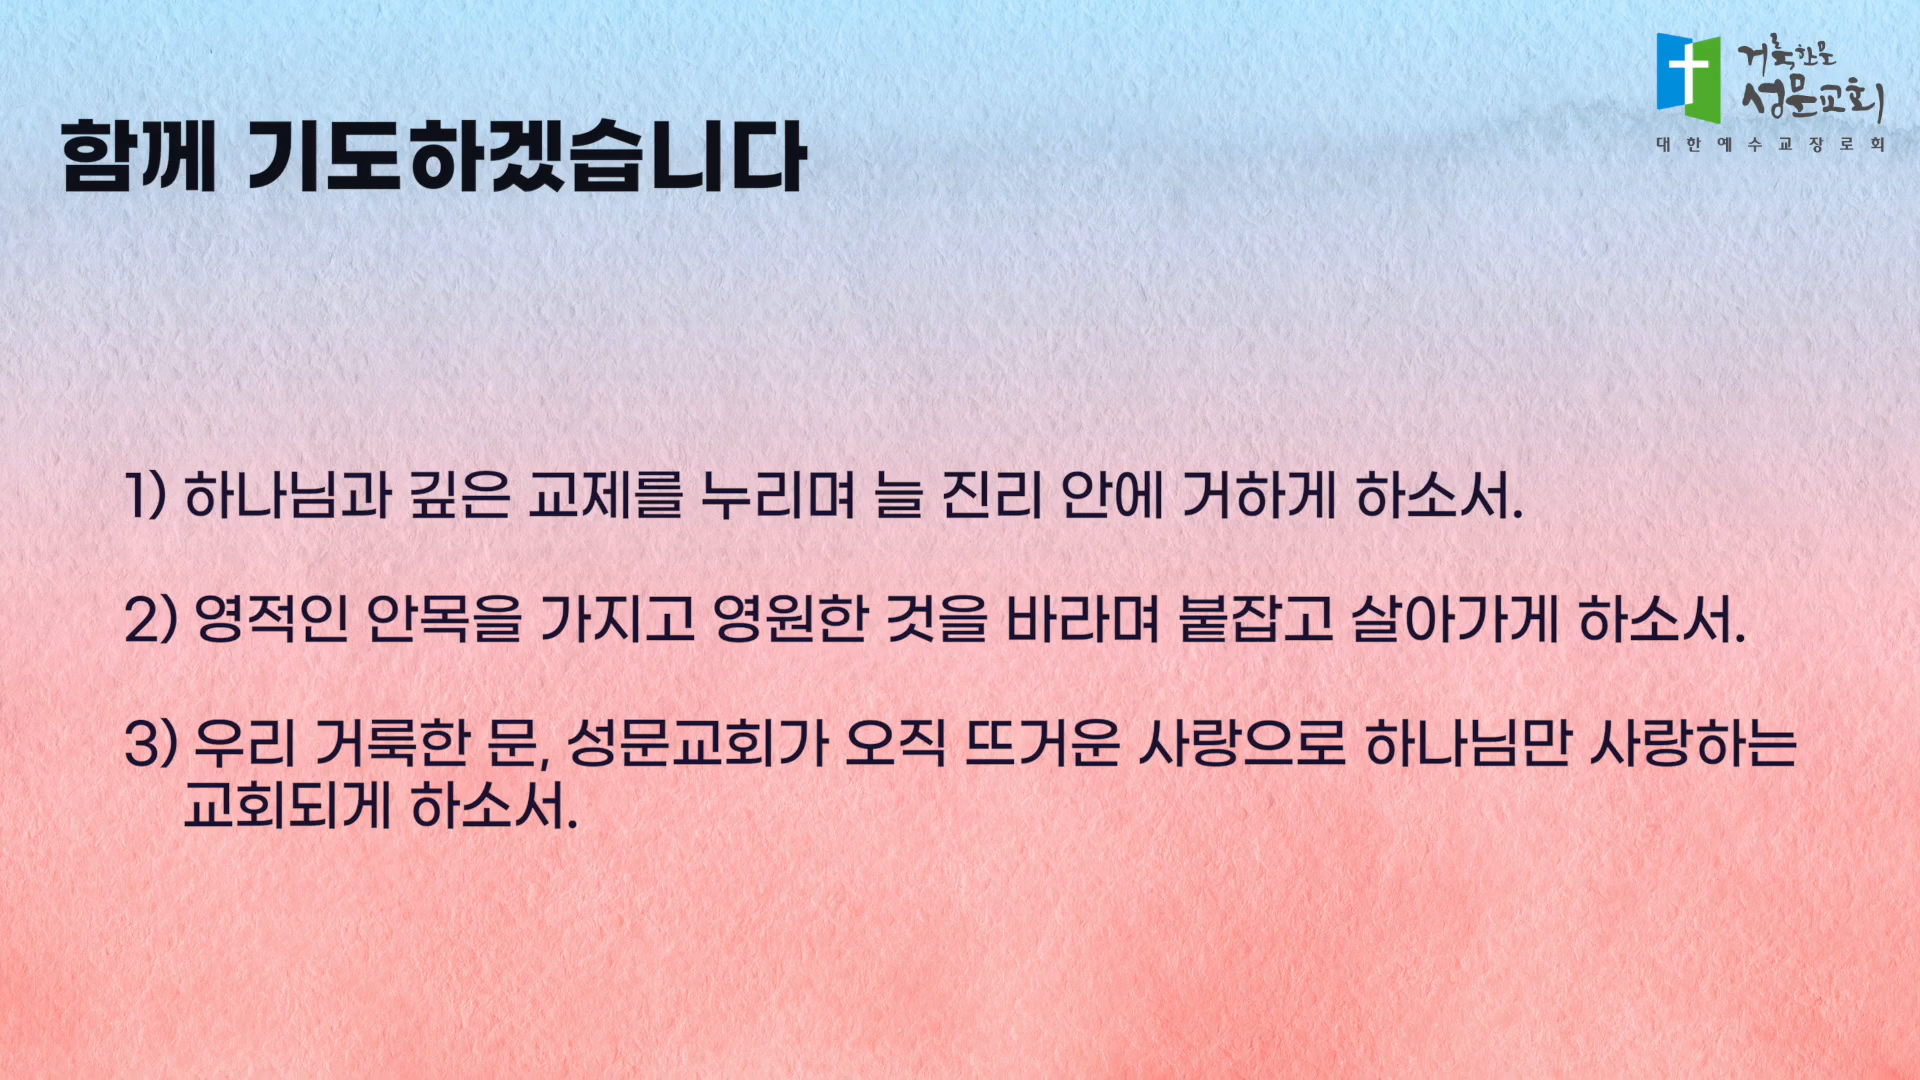 거룩한문
성문교회
대한예수교장로회
함께 기도하겠습니다
1) 하나님과 깊은 교제를 누리며 늘 진리 안에 거하게 하소서.
2) 영적인 안목을 가지고 영원한 것을 바라며 붙잡고 살아가게 하소서.
3) 우리 거룩한 문, 성문교회가 오직 뜨거운 사랑으로 하나님만 사랑하는
교회되게 하소서.